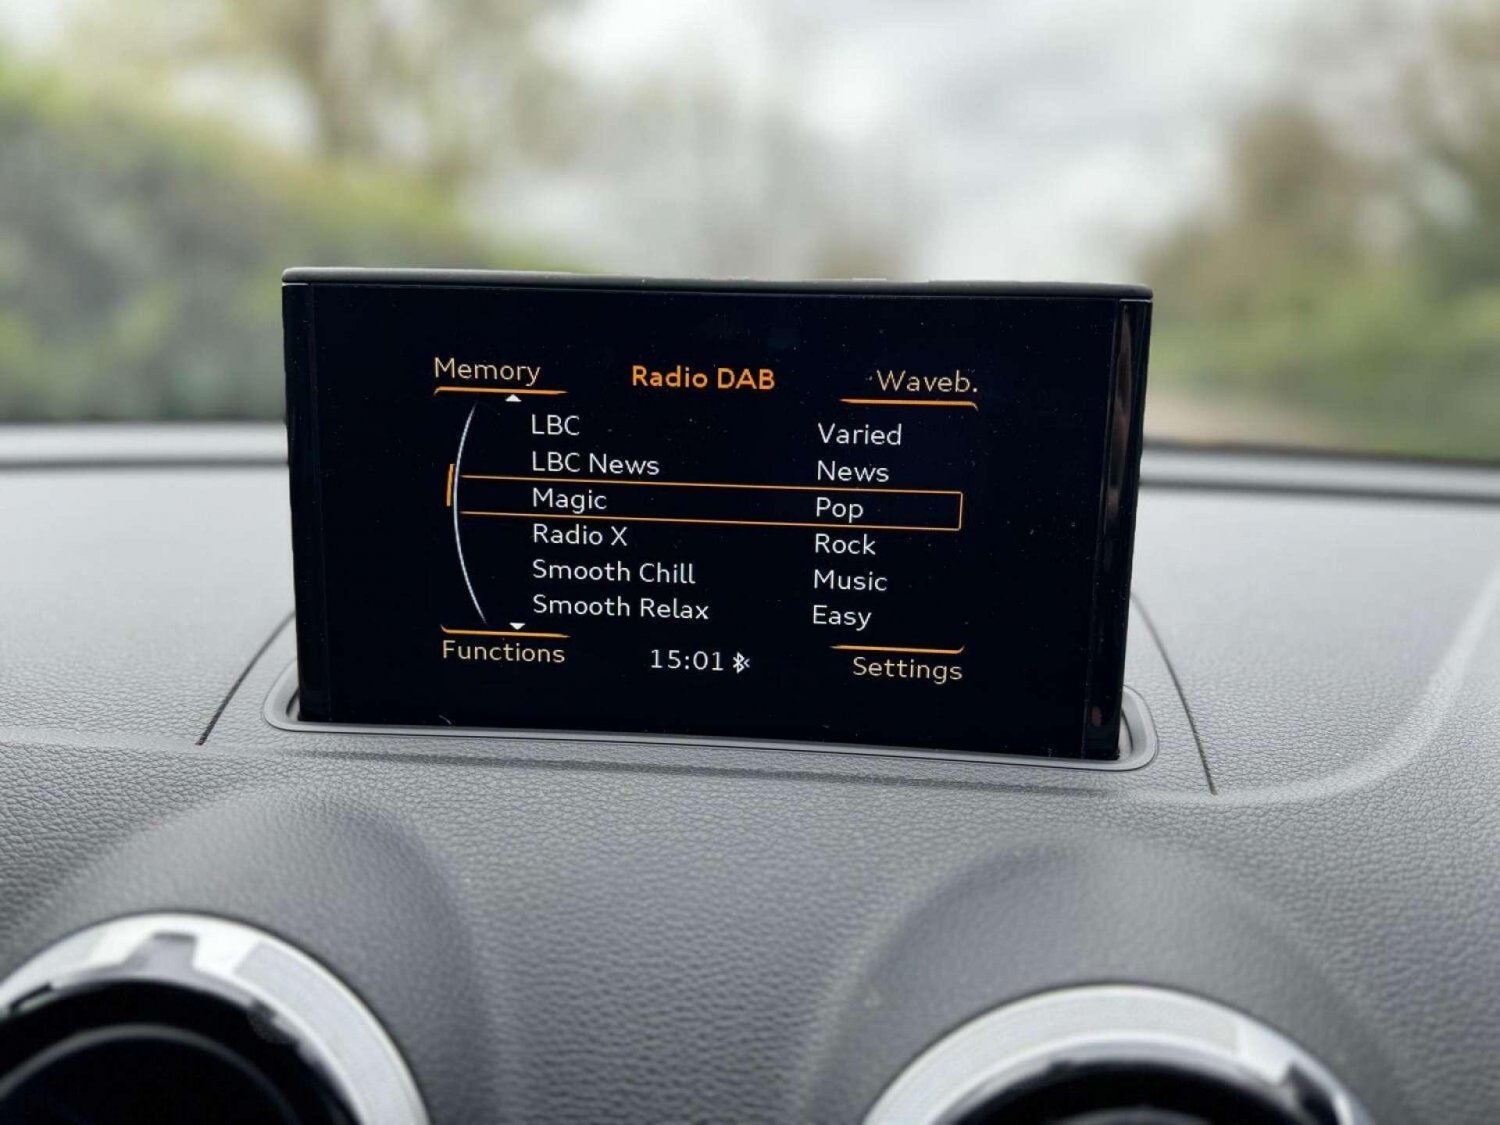 Memory Radio DAB Waveb.
LBC Varied
LBC News News
Magic Pop
Radio X Rock
Smooth Chill Music
Smooth Relax Easy
Functions 15:01 Settings